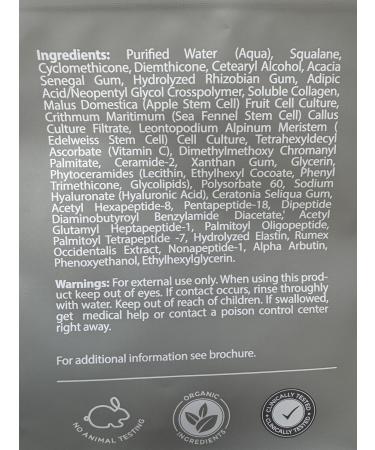 Ingredients: Purified Water (Aqua), Squalane,
Cyclomethicone, Diemthicone, Cetearyl Alcohol, Acacia
Senegal Gum, Hydrolyzed Rhizobian Gum, Adipic
Acid/Neopentyl Glycol Crosspolymer, Soluble Collagen,
Malus Domestica (Apple Stem Cell) Fruit Cell Culture,
Crithmum Maritimum (Sea Fennel Stem Cell) Callus
Culture Filtrate, Leontopodium Alpinum Meristem (
Edelweiss Stem Cell) Cell Culture, Tetrahexyldecyl
Ascorbate (Vitamin C), Dimethylmethoxy Chromanyl
Palmitate, Ceramide-2, Xanthan Gum, Glycerin,
Phytoceramides (Lecithin, Ethylhexyl Cocoate, Phenyl
Trimethicone, Glycolipids), Polysorbate 60, Sodium
Hyaluronate (Hyaluronic Acid), Ceratonia Seliqua Gum,
Acetyl Hexapeptide-8, Pentapeptide-18, Dipeptide
Diaminobutyroyl Benzylamide Diacetate, Acetyl
Glutamyl Heptapeptide-1, Palmitoyl Oligopeptide,
Palmitoyl Tetrapeptide -7, Hydrolyzed Elastin, Rumex
Occidentalis Extract, Nonapeptide-1, Alpha Arbutin,
Phenoxyethanol, Ethylhexylglycerin.
Warnings: For external use only. When using this prod-
uct keep out of eyes. If contact occurs, rinse throughly
with water. Keep out of reach of children. If swallowed,
get medical help or contact a poison control center
right away.
For additional information see brochure.
NO ANIMAL TESTING
ORGANIC INGREDIENTS
CLINICALLY TESTED
CLINICALLY TESTED